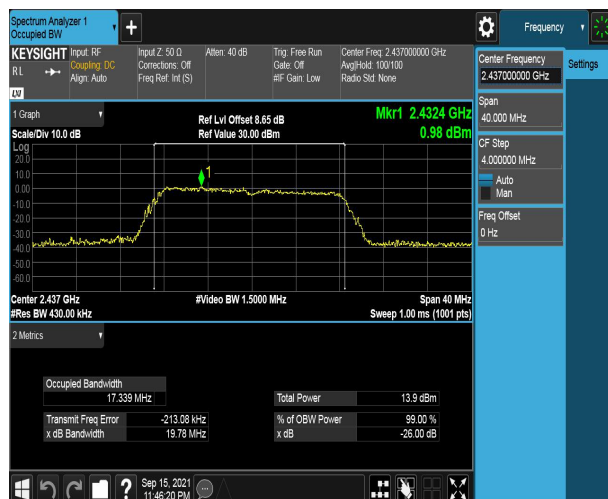 Spectrum Analyzer 1
Occupied BW
+
Frequency
KEYSIGHT
RL
Input: RF
Coupling: DC
Align: Auto
Input Z: 50 Ω
Corrections: Off
Freq Ref: Int (S)
Atten: 40 dB
Trig: Free Run
Gate: Off
#IF Gain: Low
Center Freq: 2.437000000 GHz
Avg|Hold: 100/100
Radio Std: None
LXI
1 Graph
Scale/Div 10.0 dB
Ref Lvl Offset 8.65 dB
Ref Value 30.00 dBm
Mkr1 2.4324 GHz
0.98 dBm
Log
20.0
10.0
0.00
-10.0
-20.0
-30.0
-40.0
-50.0
-60.0
1
Center 2.437 GHz
#Res BW 430.00 kHz
#Video BW 1.5000 MHz
Span 40 MHz
Sweep 1.00 ms (1001 pts)
2 Metrics
Occupied Bandwidth
17.339 MHz
Total Power 13.9 dBm
Transmit Freq Error -213.08 kHz
% of OBW Power 99.00 %
x dB Bandwidth 19.78 MHz
x dB -26.00 dB
Center Frequency
2.437000000 GHz
Settings
Span
40.000 MHz
CF Step
4.000000 MHz
Auto
Man
Freq Offset
0 Hz
?
Sep 15, 2021
11:46:20 PM